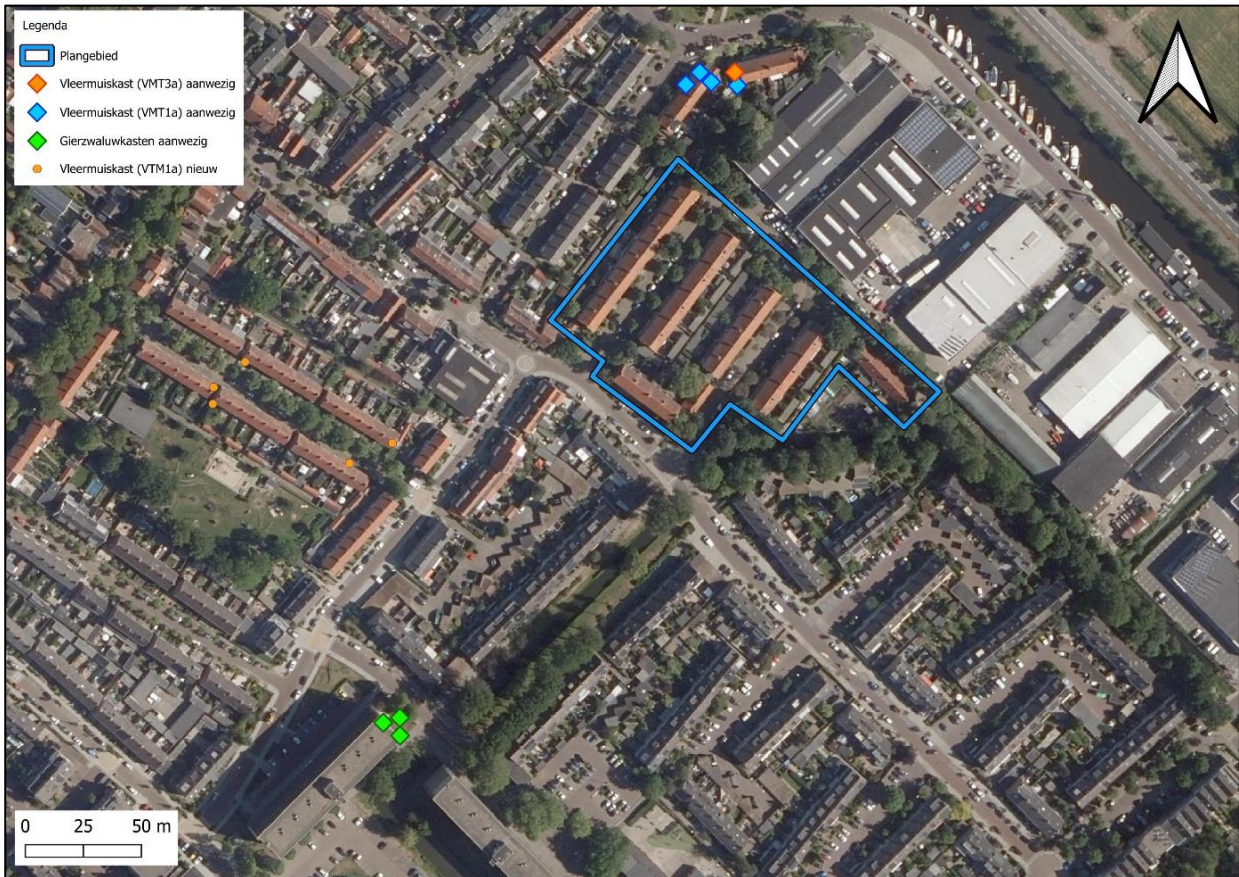 Legenda
Plangebied
Vleermuiskast (VMT3a) aanwezig
Vleermuiskast (VMT1a) aanwezig
Gierzwaluwkasten aanwezig
Vleermuiskast (VTM1a) nieuw
0 25 50 m